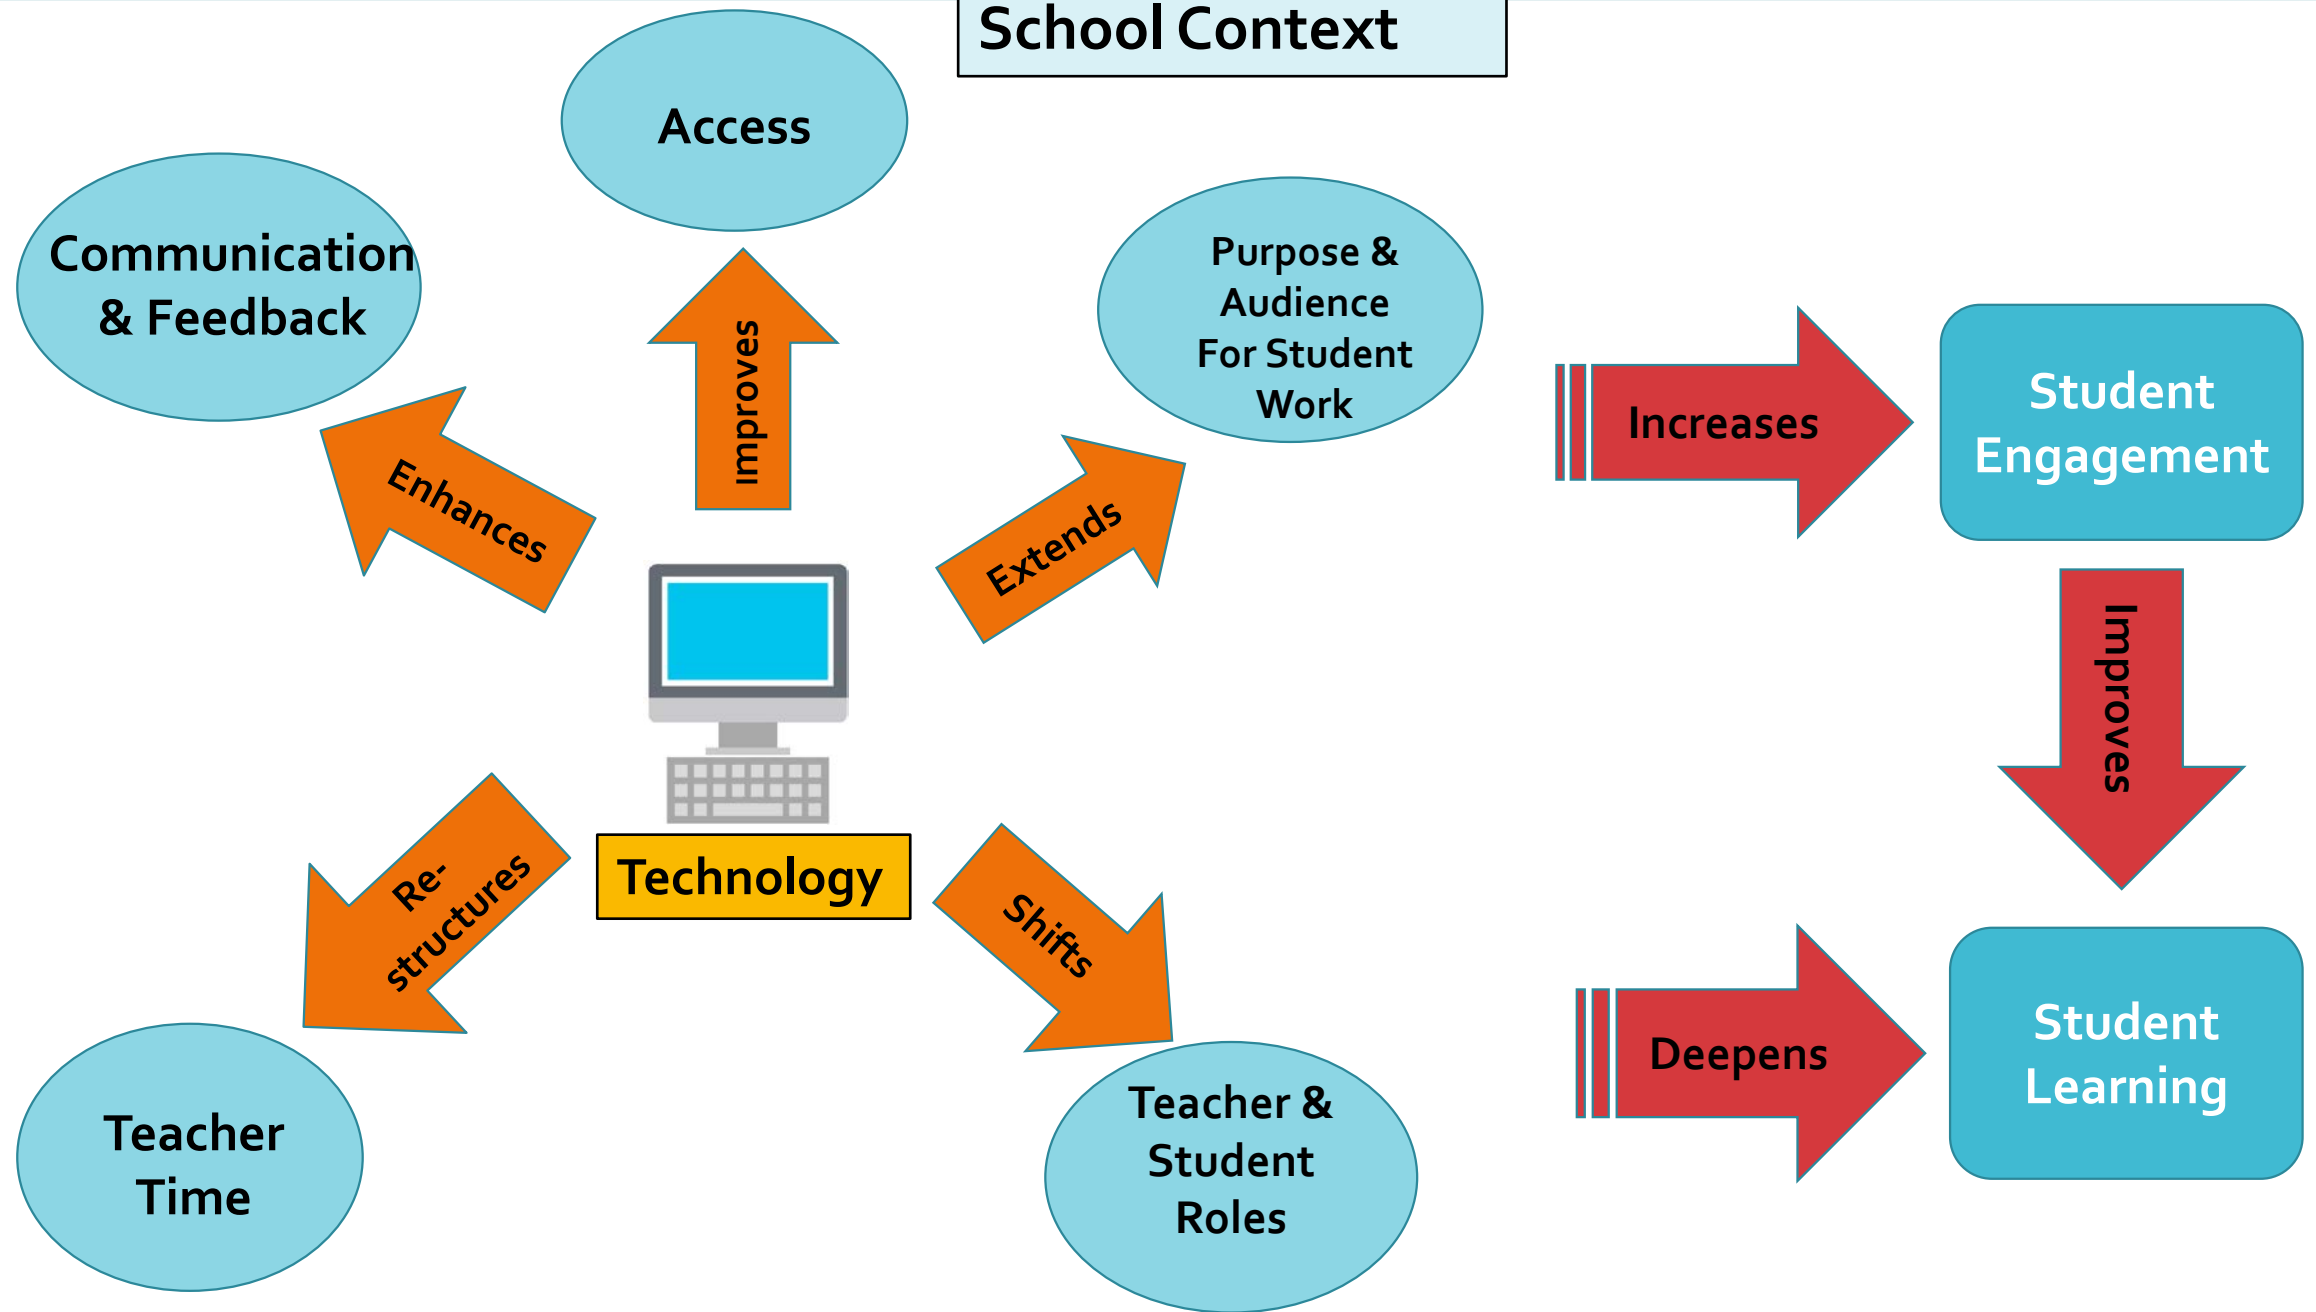 School Context
Access
Communication
& Feedback
Purpose &
Audience
For Student
Work
Improves
Enhances
Extends
Increases
Student
Engagement
Improves
Technology
Re-
structures
Shifts
Deepens
Student
Learning
Teacher
Time
Teacher &
Student
Roles